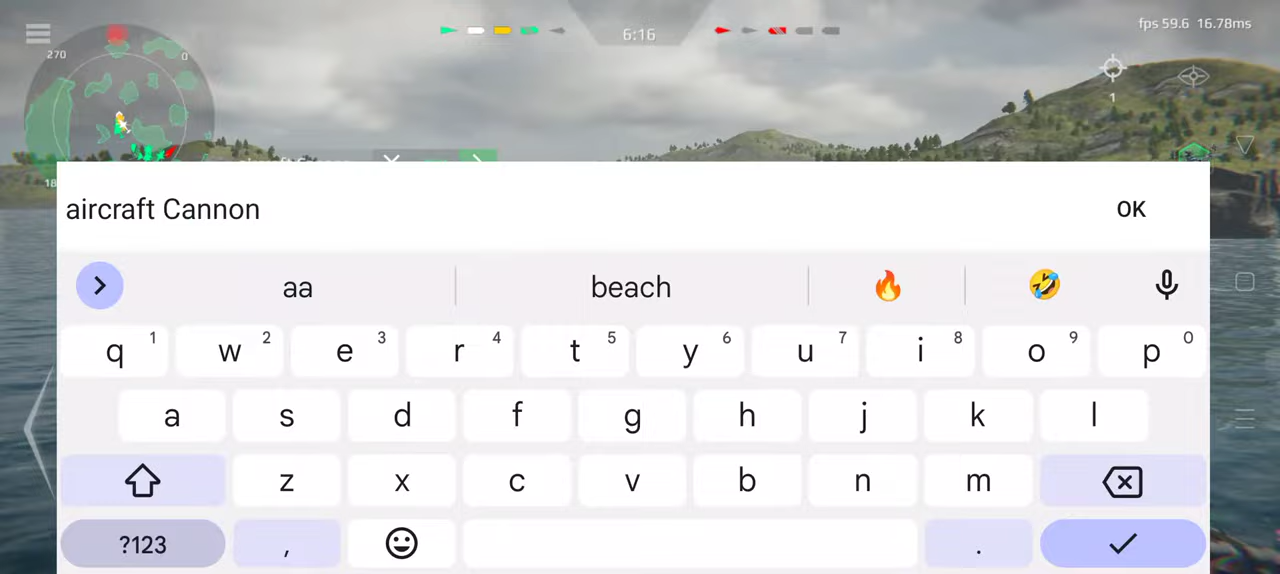 fps 59.6 16.78ms
6:16
270
0
1
18
aircraft Cannon
OK
aa beach 🔥 🤣
q 1 w 2 e 3 r 4 t 5 y 6 u 7 i 8 o 9 p 0
a s d f g h j k l
z x c v b n m
?123 , .